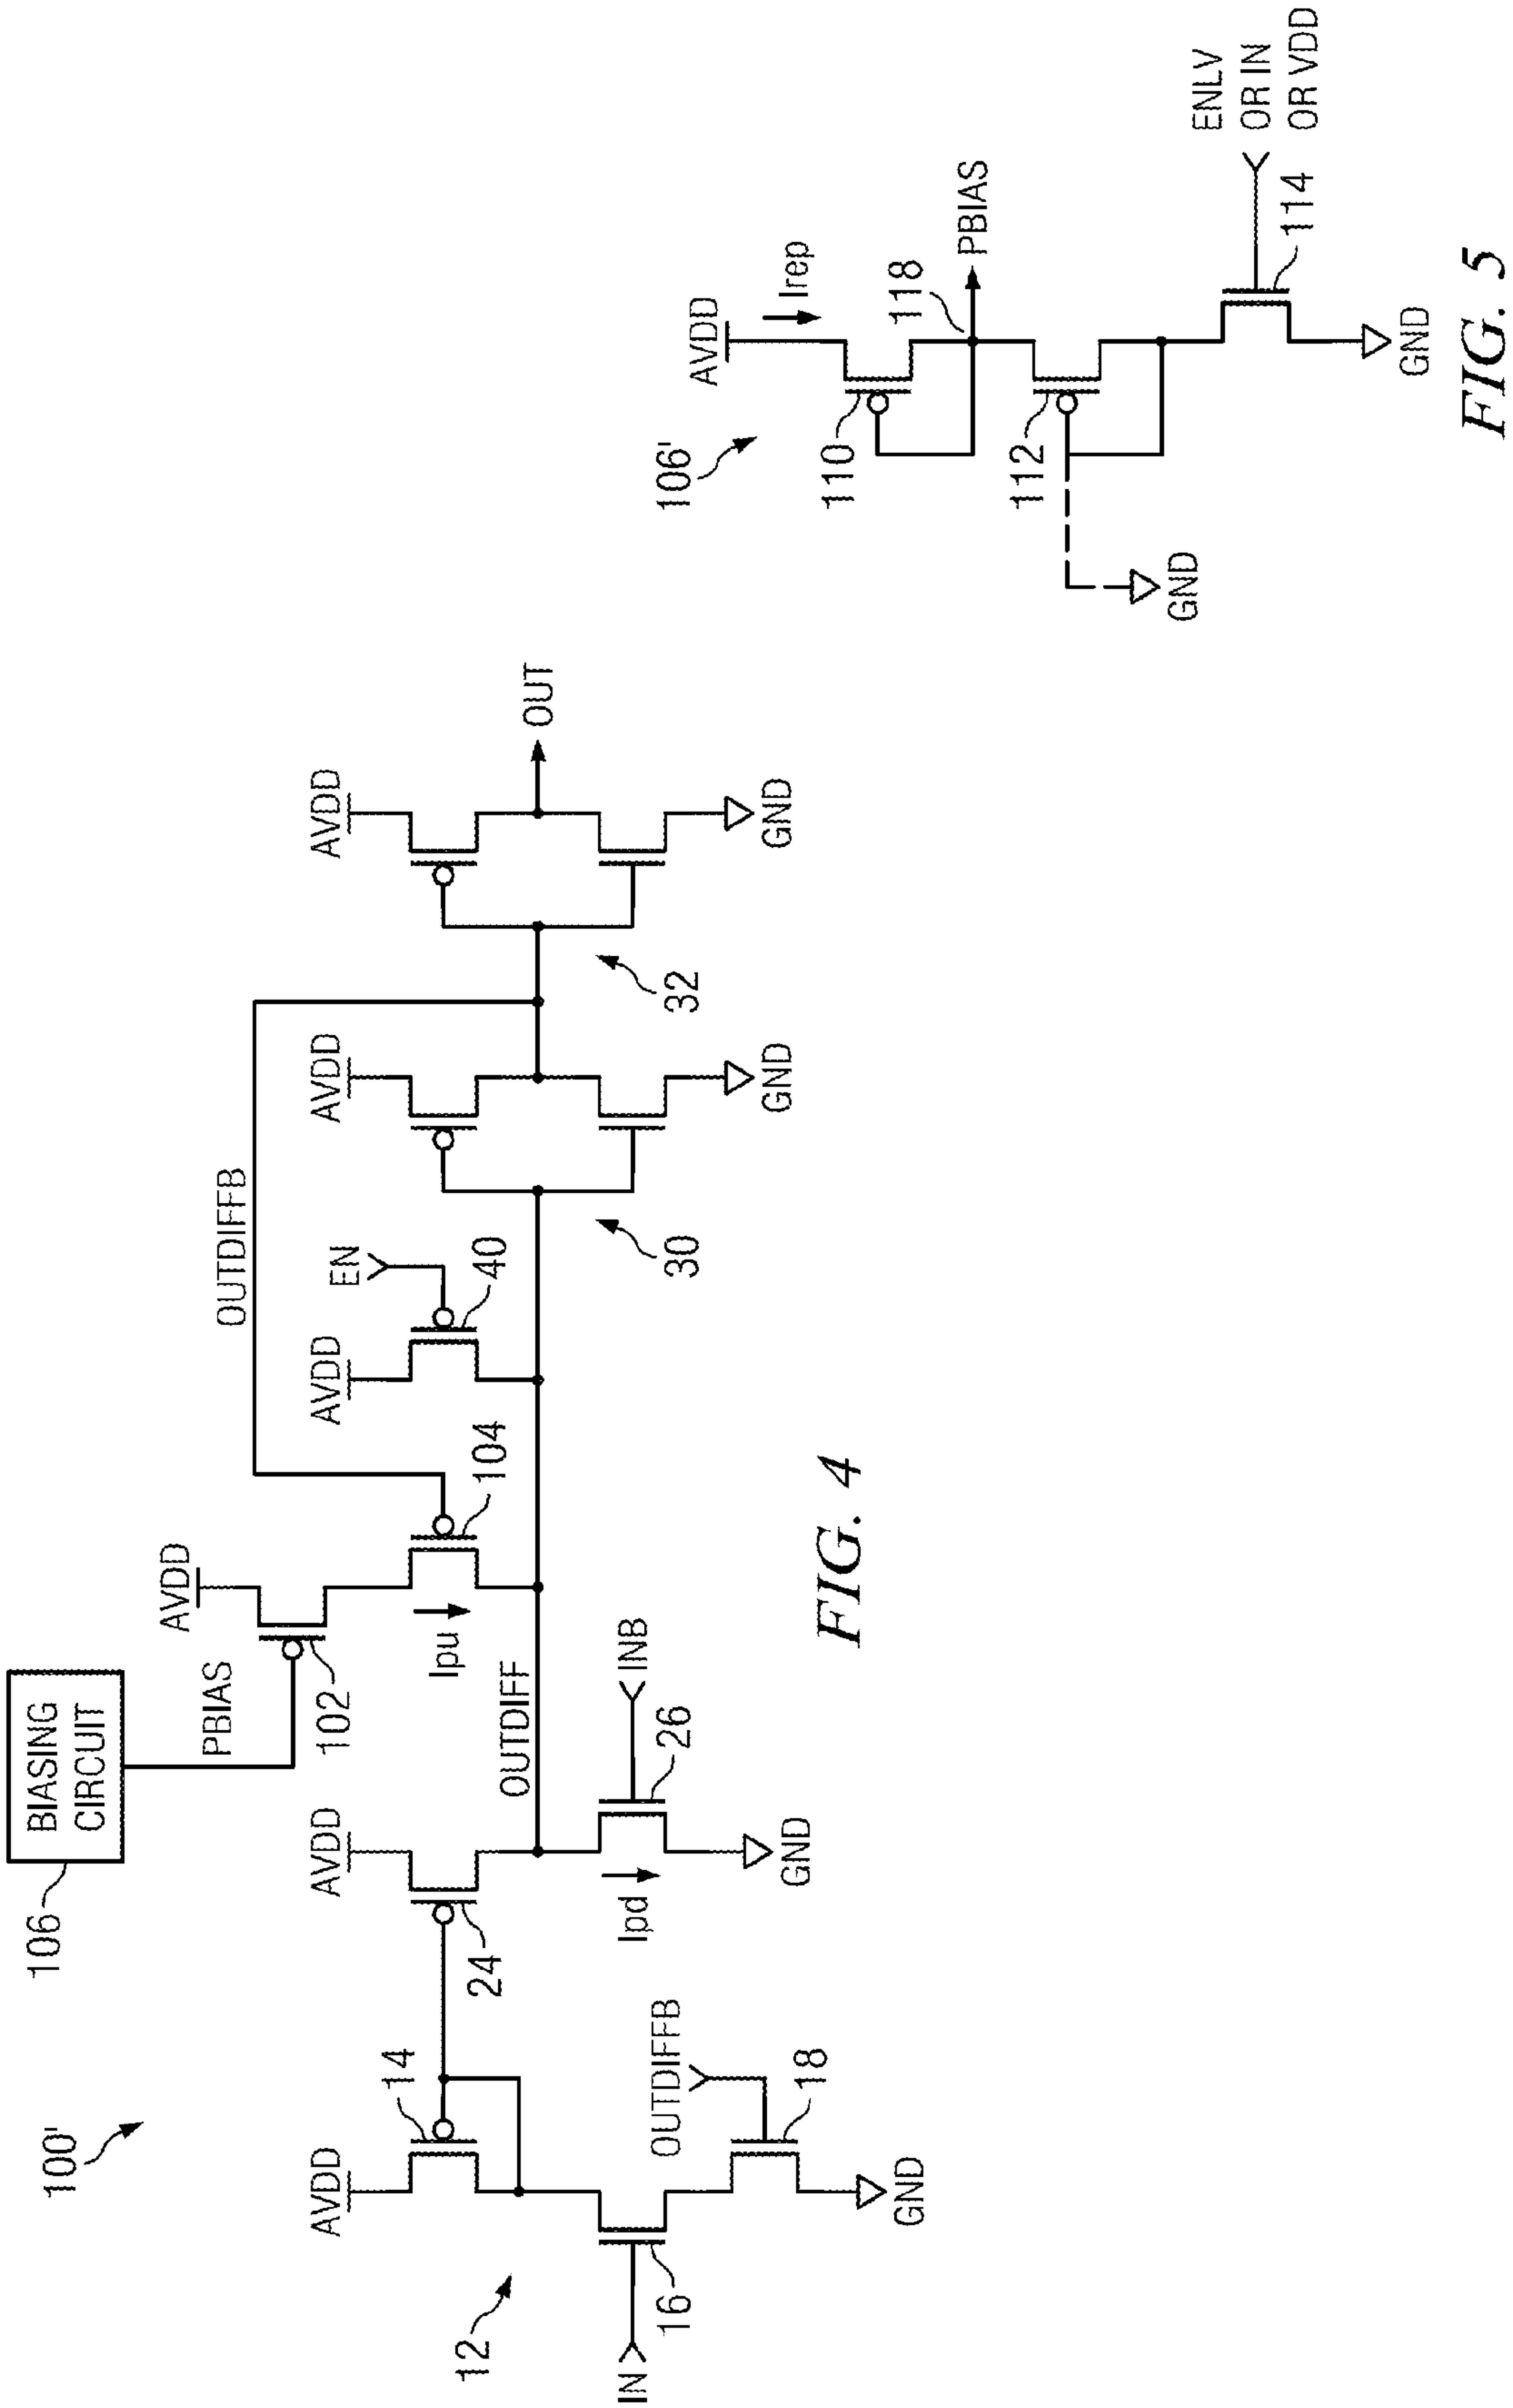 100'
106
BIASING
CIRCUIT
PBIAS
AVDD
102
Ipu
104
OUTDIFFB
AVDD
14
12
IN
16
OUTDIFFB
18
GND
AVDD
24
OUTDIFF
Ipd
26
INB
GND
AVDD
EN
40
AVDD
30
GND
AVDD
32
OUT
GND
FIG. 4
106'
AVDD
Irep
110
118
PBIAS
112
GND
ENLV
OR IN
OR VDD
114
GND
FIG. 5